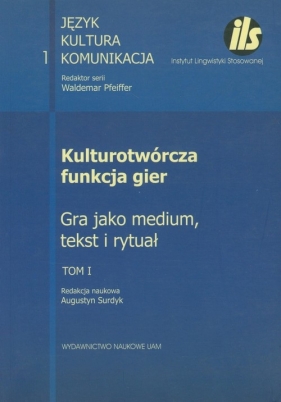 1
JĘZYK
KULTURA
KOMUNIKACJA
Redaktor serii
Waldemar Pfeiffer
ils
Instytut Lingwistyki Stosowanej
Kulturotwórcza
funkcja gier
Gra jako medium,
tekst i rytuał
TOM I
Redakcja naukowa
Augustyn Surdyk
WYDAWNICTWO NAUKOWE UAM